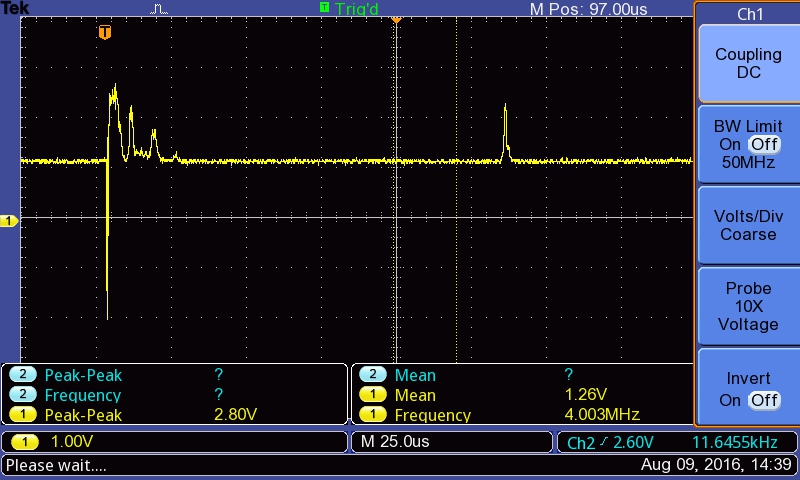 Tek T Trig'd M Pos: 97.00us Ch1
T
Coupling
DC
BW Limit
On Off
50MHz
1
Volts/Div
Coarse
Probe
10X
Voltage
Invert
On Off
2 Peak-Peak ?
2 Frequency ?
1 Peak-Peak 2.80V
2 Mean ?
1 Mean 1.26V
1 Frequency 4.003MHz
1 1.00V M 25.0us Ch2 2.60V 11.6455kHz
Please wait.... Aug 09, 2016, 14:39